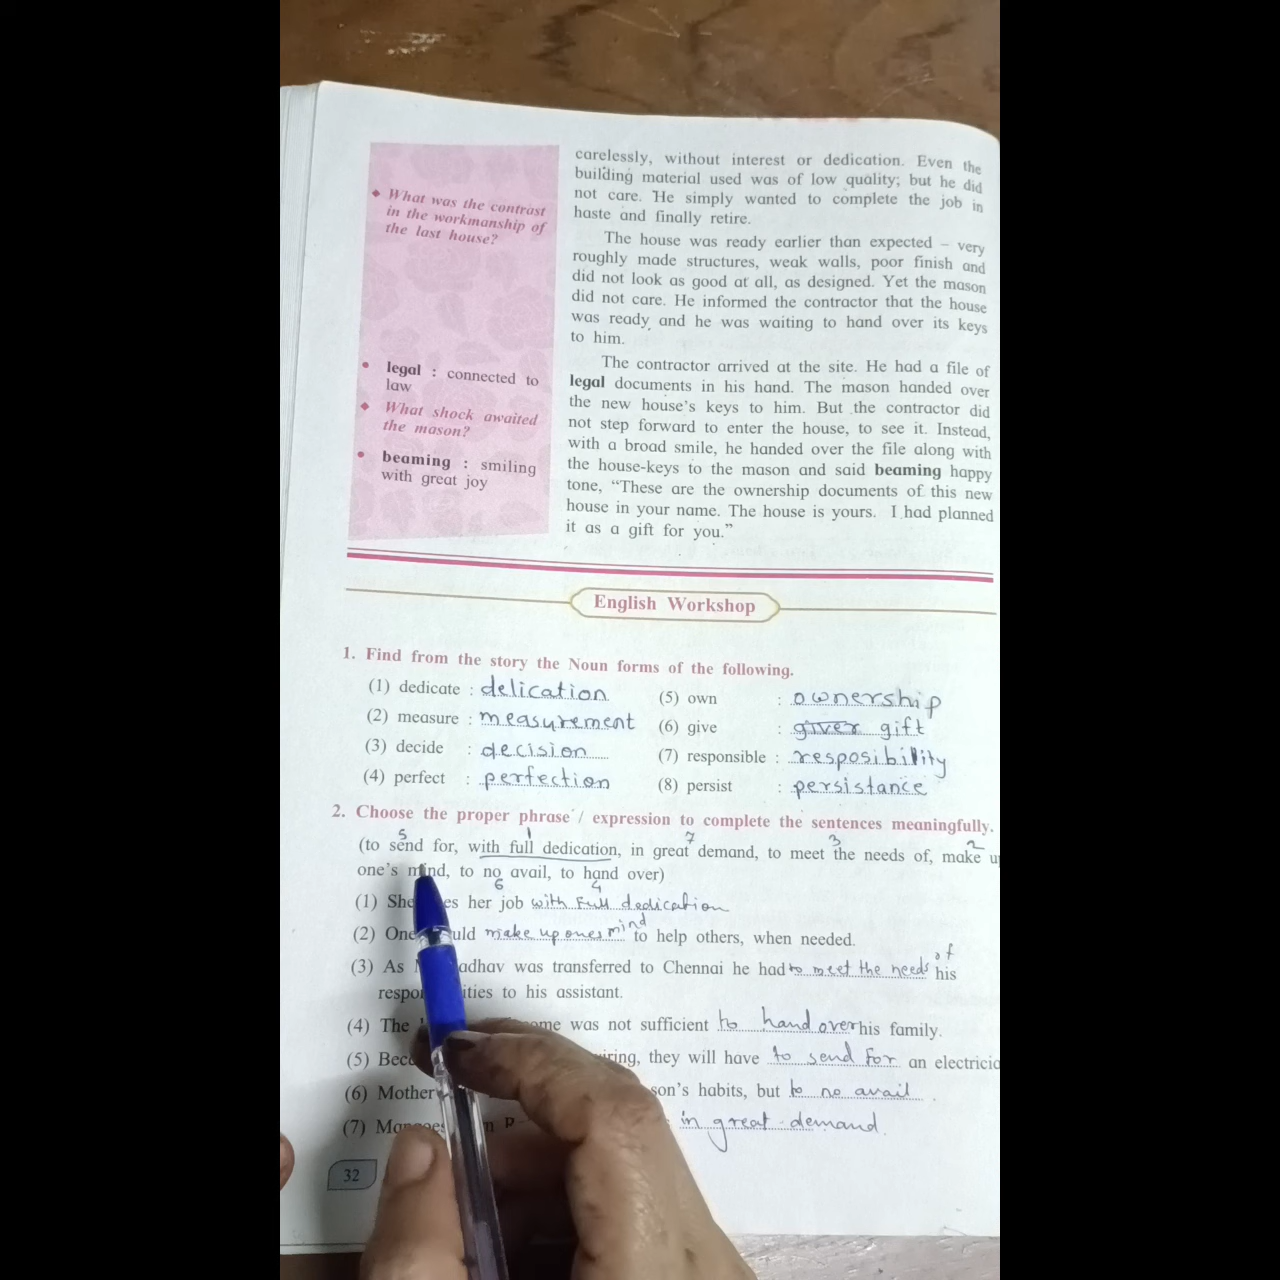 carelessly, without interest or dedication. Even the
building material used was of low quality; but he did
not care. He simply wanted to complete the job in
haste and finally retire.
The house was ready earlier than expected – very
roughly made structures, weak walls, poor finish and
did not look as good at all, as designed. Yet the mason
did not care. He informed the contractor that the house
was ready and he was waiting to hand over its keys
to him.
The contractor arrived at the site. He had a file of
legal documents in his hand. The mason handed over
the new house's keys to him. But the contractor did
not step forward to enter the house, to see it. Instead,
with a broad smile, he handed over the file along with
the house-keys to the mason and said beaming happy
tone, “These are the ownership documents of this new
house in your name. The house is yours. I had planned
it as a gift for you.”
◆ What was the contrast
in the workmanship of
the last house?
• legal : connected to
law
◆ What shock awaited
the mason?
• beaming : smiling
with great joy
English Workshop
1. Find from the story the Noun forms of the following.
(1) dedicate : delication (5) own : ownership
(2) measure : measurement (6) give : giver gift
(3) decide : decision (7) responsible : resposibility
(4) perfect : perfection (8) persist : persistance
2. Choose the proper phrase / expression to complete the sentences meaningfully.
5 1 7 3 2
(to send for, with full dedication, in great demand, to meet the needs of, make
one's mind, to no avail, to hand over)
6 4
(1) She her job with Full dedication
(2) make up ones mind to help others, when needed.
(3) As was transferred to Chennai he had to meet the needs of his
to his assistant.
(4) The was not sufficient to hand over his family.
(5) they will have to send For an
(6) Mother son's habits, but to no avail .
(7) in great demand.
32